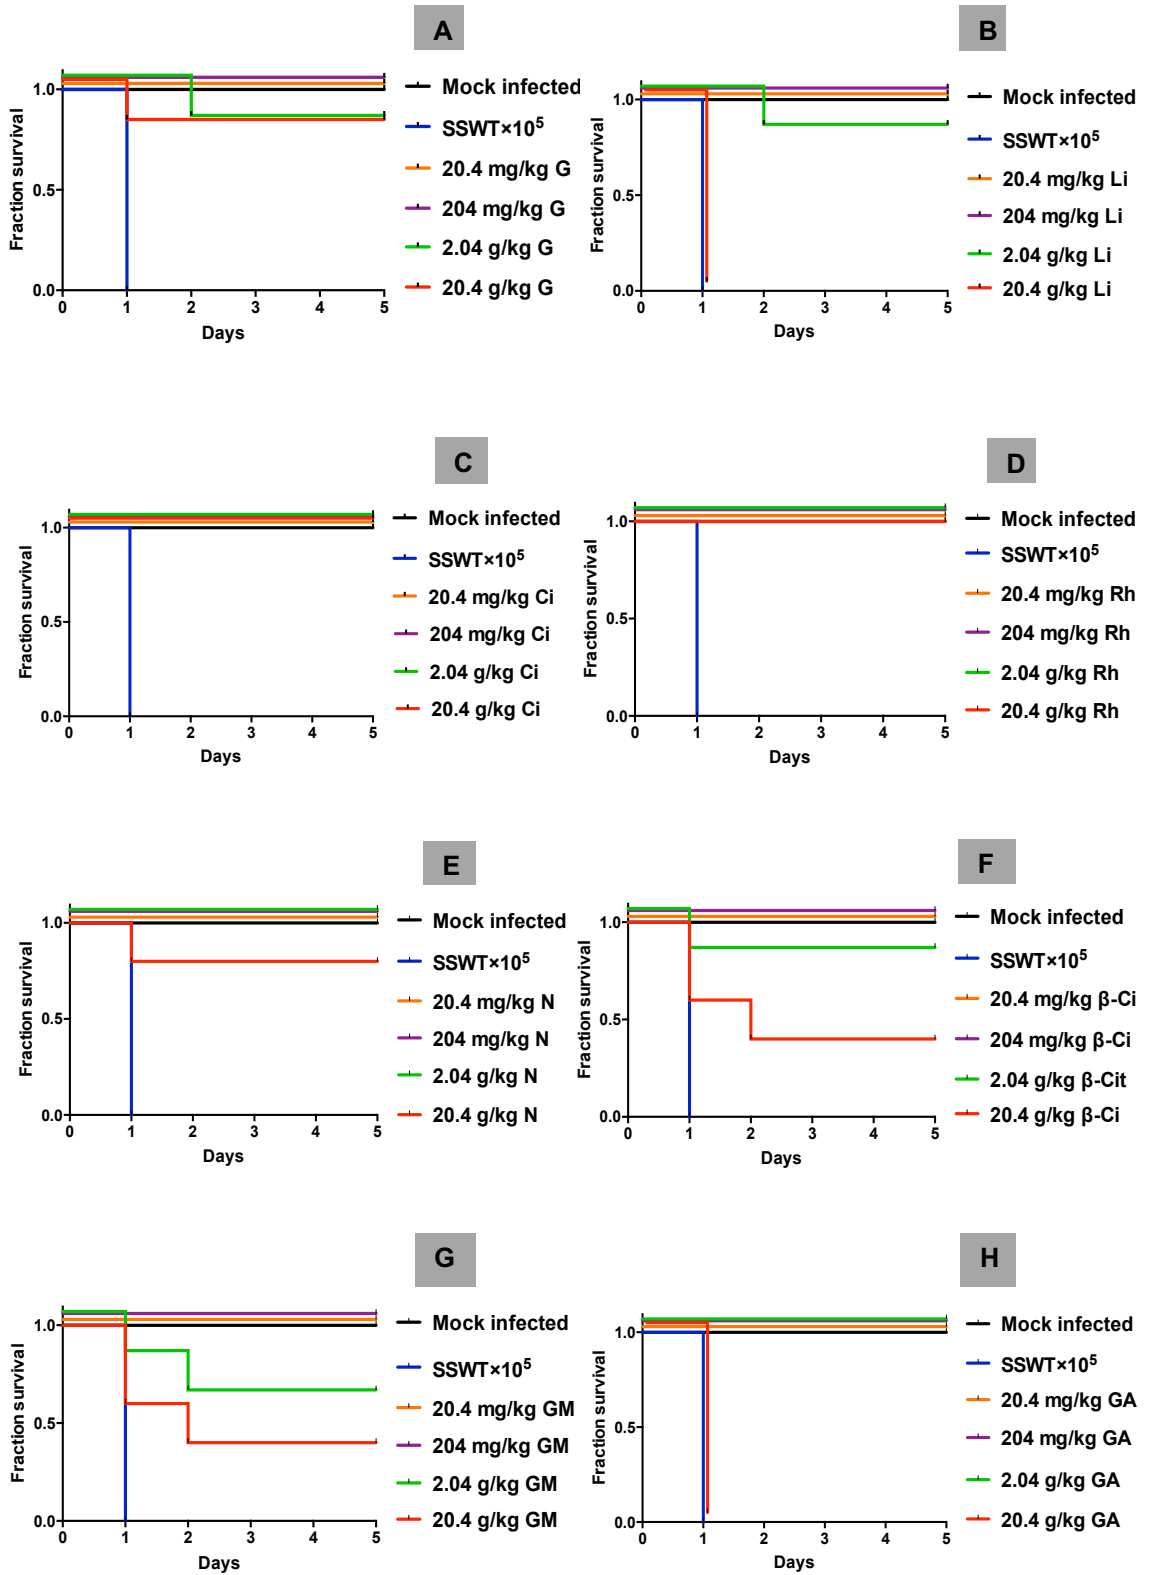 A
Fraction survival
1.0
0.5
0.0
0 1 2 3 4 5
Days
Mock infected
SSWT×10⁵
20.4 mg/kg G
204 mg/kg G
2.04 g/kg G
20.4 g/kg G
B
Fraction survival
1.0
0.5
0.0
0 1 2 3 4 5
Days
Mock infected
SSWT×10⁵
20.4 mg/kg Li
204 mg/kg Li
2.04 g/kg Li
20.4 g/kg Li
C
Fraction survival
1.0
0.5
0.0
0 1 2 3 4 5
Days
Mock infected
SSWT×10⁵
20.4 mg/kg Ci
204 mg/kg Ci
2.04 g/kg Ci
20.4 g/kg Ci
D
Fraction survival
1.0
0.5
0.0
0 1 2 3 4 5
Days
Mock infected
SSWT×10⁵
20.4 mg/kg Rh
204 mg/kg Rh
2.04 g/kg Rh
20.4 g/kg Rh
E
Fraction survival
1.0
0.5
0.0
0 1 2 3 4 5
Days
Mock infected
SSWT×10⁵
20.4 mg/kg N
204 mg/kg N
2.04 g/kg N
20.4 g/kg N
F
Fraction survival
1.0
0.5
0.0
0 1 2 3 4 5
Days
Mock infected
SSWT×10⁵
20.4 mg/kg β-Ci
204 mg/kg β-Ci
2.04 g/kg β-Cit
20.4 g/kg β-Ci
G
Fraction survival
1.0
0.5
0.0
0 1 2 3 4 5
Days
Mock infected
SSWT×10⁵
20.4 mg/kg GM
204 mg/kg GM
2.04 g/kg GM
20.4 g/kg GM
H
Fraction survival
1.0
0.5
0.0
0 1 2 3 4 5
Days
Mock infected
SSWT×10⁵
20.4 mg/kg GA
204 mg/kg GA
2.04 g/kg GA
20.4 g/kg GA